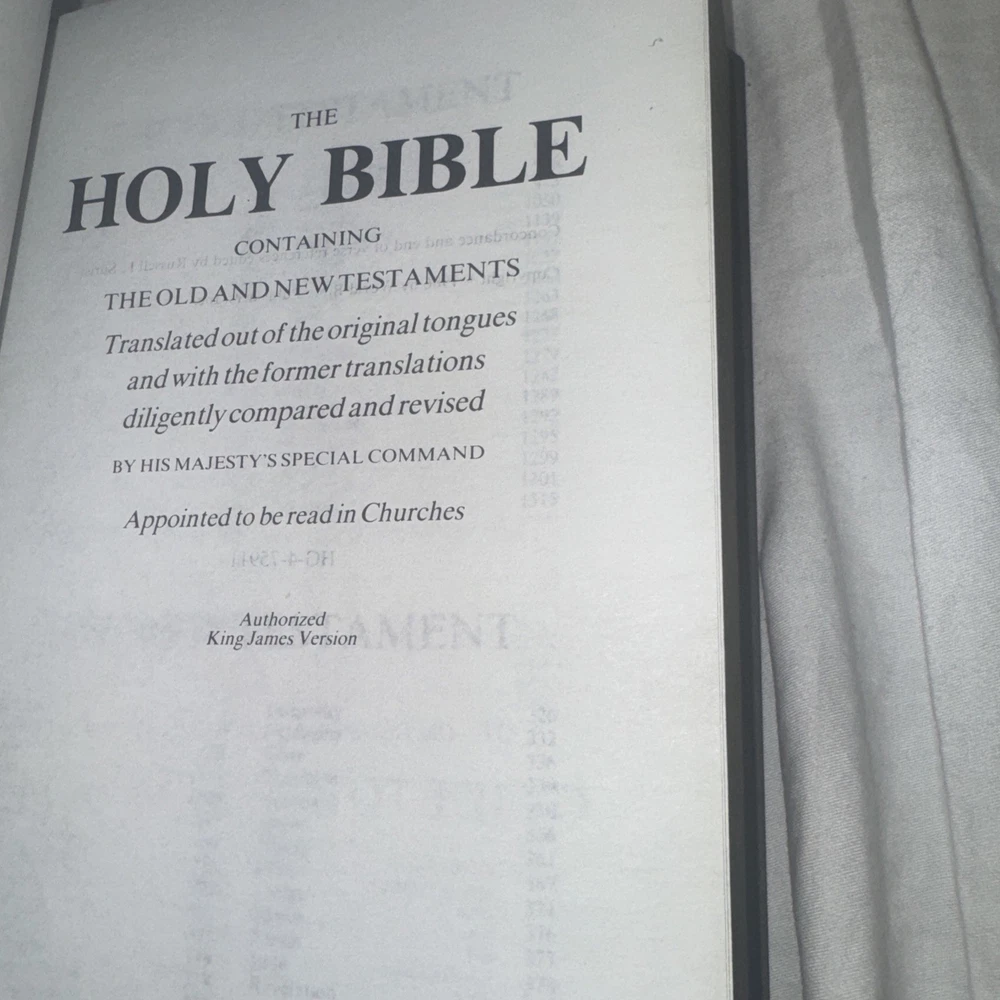 THE
HOLY BIBLE
CONTAINING
THE OLD AND NEW TESTAMENTS
Translated out of the original tongues
and with the former translations
diligently compared and revised
BY HIS MAJESTY'S SPECIAL COMMAND
Appointed to be read in Churches
Authorized
King James Version